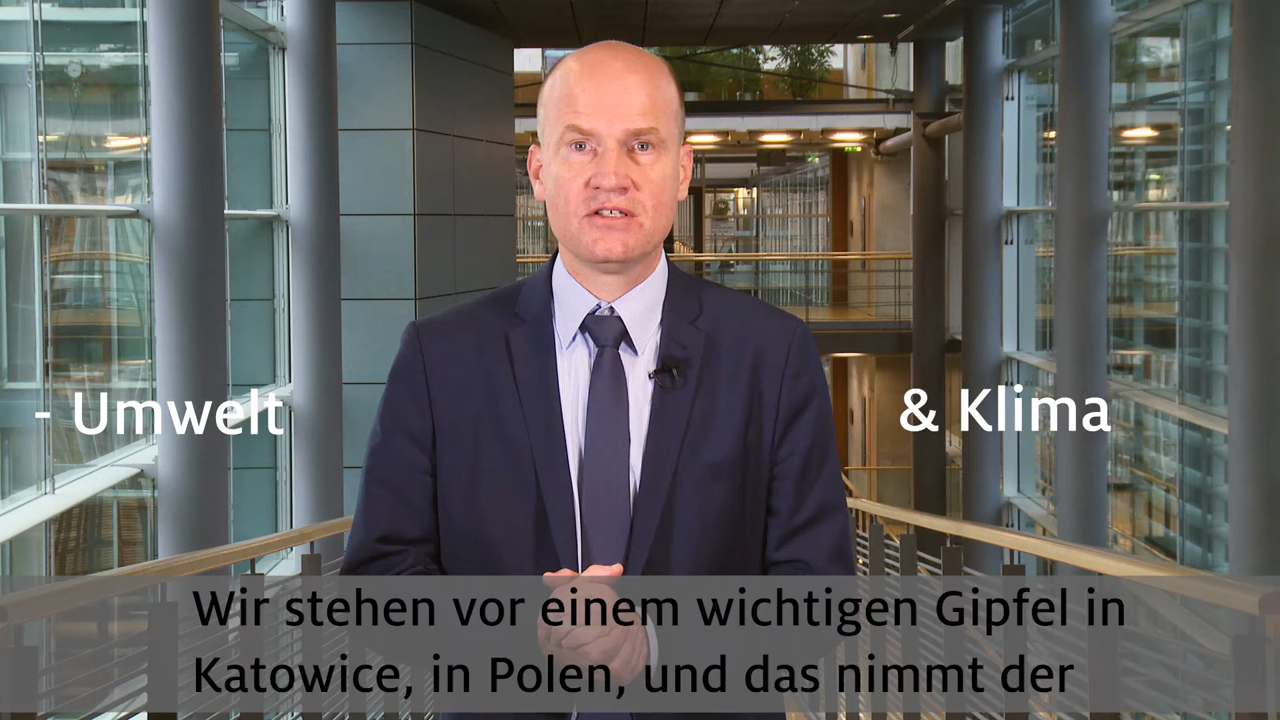 - Umwelt & Klima
Wir stehen vor einem wichtigen Gipfel in
Katowice, in Polen, und das nimmt der